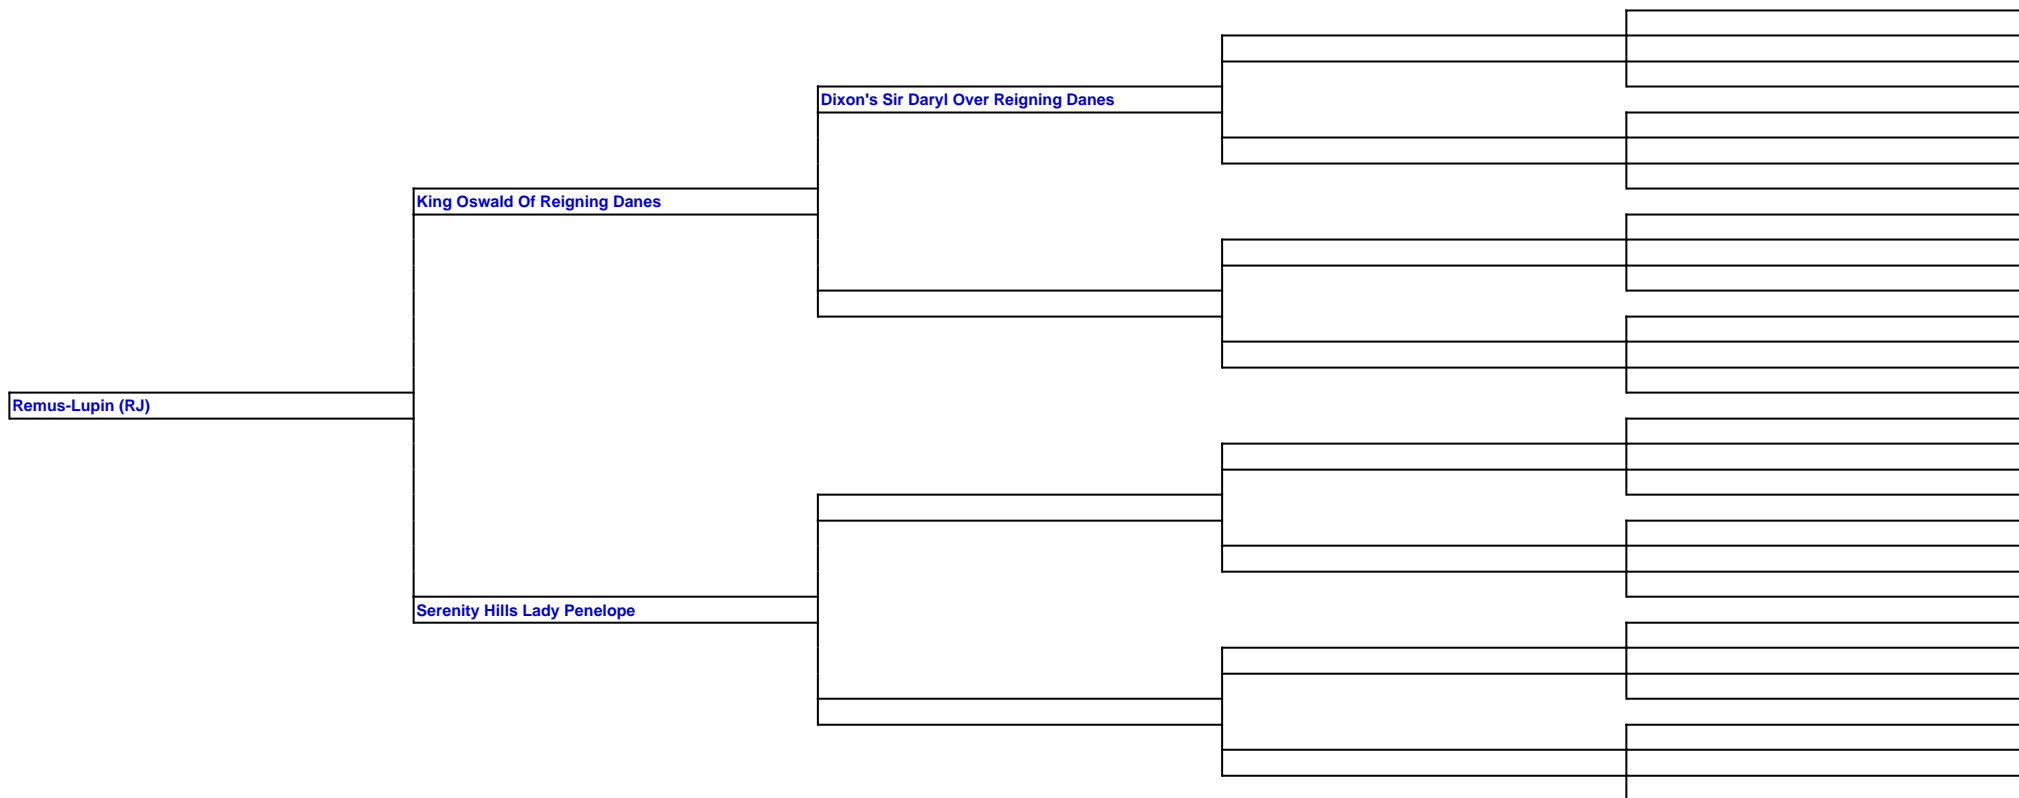 Dixon's Sir Daryl Over Reigning Danes
King Oswald Of Reigning Danes
Remus-Lupin (RJ)
Serenity Hills Lady Penelope